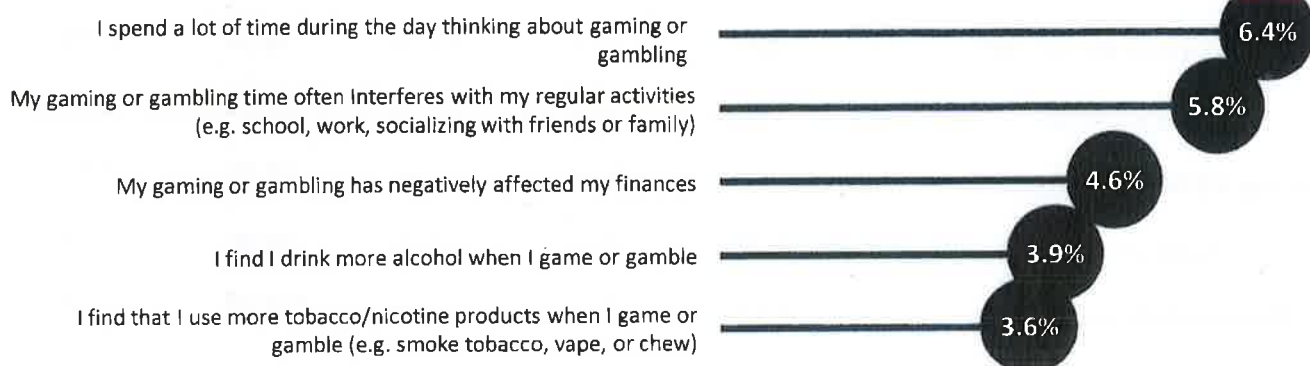 I spend a lot of time during the day thinking about gaming or
gambling
6.4%
My gaming or gambling time often Interferes with my regular activities
(e.g. school, work, socializing with friends or family)
5.8%
My gaming or gambling has negatively affected my finances
4.6%
I find I drink more alcohol when I game or gamble
3.9%
I find that I use more tobacco/nicotine products when I game or
gamble (e.g. smoke tobacco, vape, or chew)
3.6%